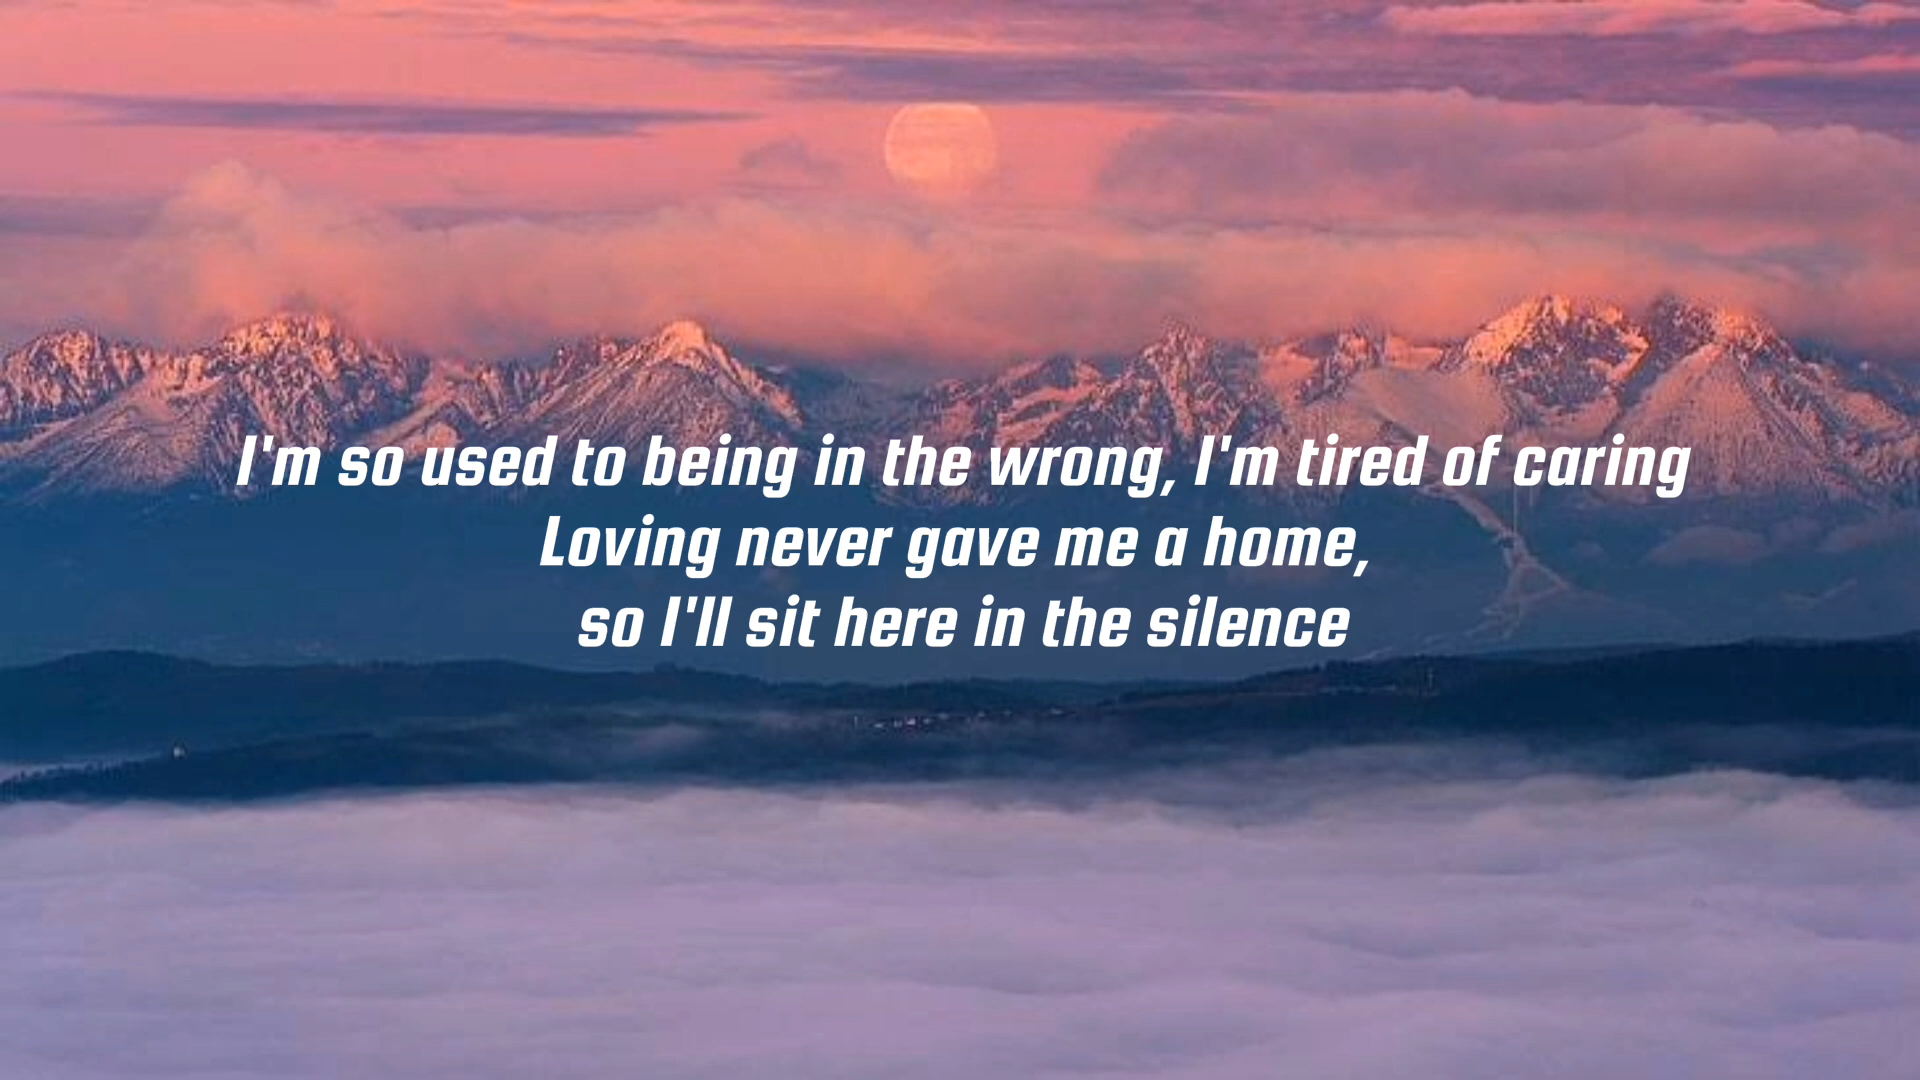 I'm so used to being in the wrong, I'm tired of caring
Loving never gave me a home,
so I'll sit here in the silence